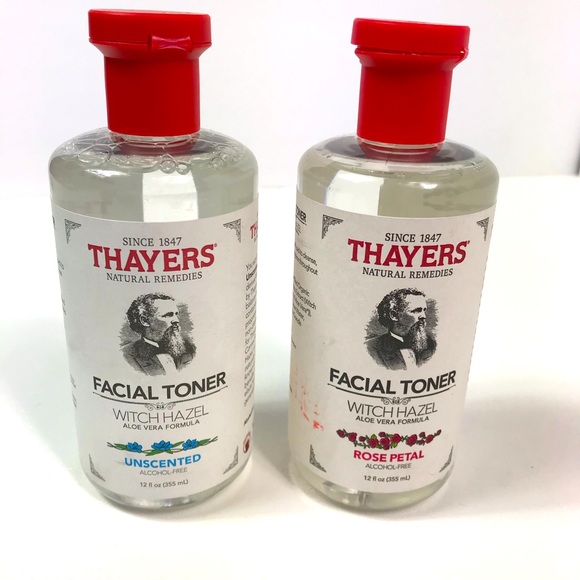 SINCE 1847
THAYERS
NATURAL REMEDIES
FACIAL TONER
WITCH HAZEL
ALOE VERA FORMULA
UNSCENTED
ALCOHOL-FREE
12 fl oz (355 mL)
SINCE 1847
THAYERS
NATURAL REMEDIES
FACIAL TONER
WITCH HAZEL
ALOE VERA FORMULA
ROSE PETAL
ALCOHOL-FREE
12 fl oz (355 mL)